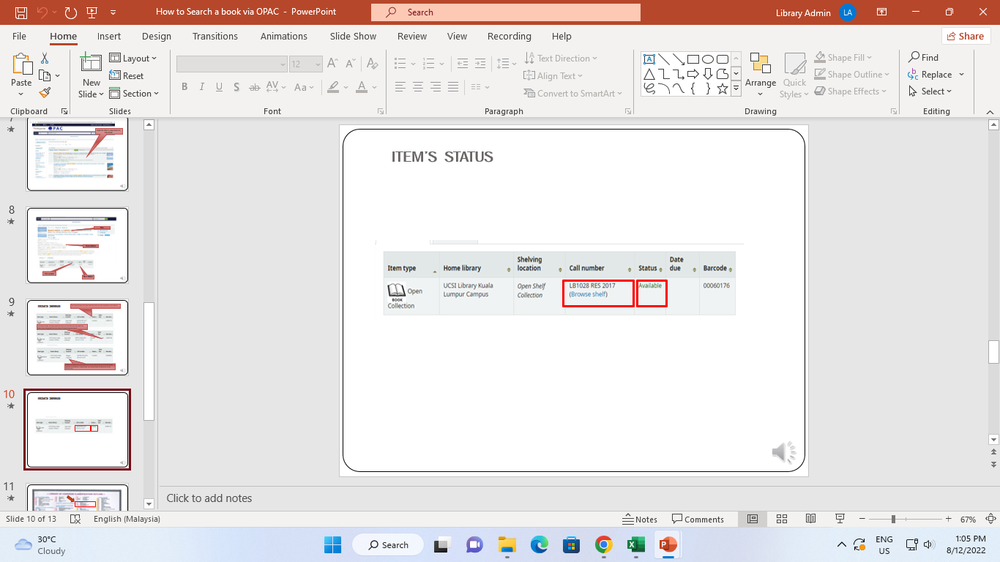 How to Search a book via OPAC - PowerPoint
Search
Library Admin
LA
File Home Insert Design Transitions Animations Slide Show Review View Recording Help
Share
Paste
Clipboard
New
Slide
Layout
Reset
Section
Slides
12
B I U S ab AV Aa A
Font
Text Direction
Align Text
Convert to SmartArt
Paragraph
Arrange
Quick
Styles
Shape Fill
Shape Outline
Shape Effects
Drawing
Find
Replace
Select
Editing
7
OPAC
8
9
10
11
ITEM'S STATUS
Item type Home library Shelving location Call number Status Date due Barcode
BOOK
Open
Collection
UCSI Library Kuala
Lumpur Campus
Open Shelf
Collection
LB1028 RES 2017
(Browse shelf)
Available
00060176
Click to add notes
Slide 10 of 13
English (Malaysia)
Notes
Comments
67%
30°C
Cloudy
Search
ENG
US
1:05 PM
8/12/2022